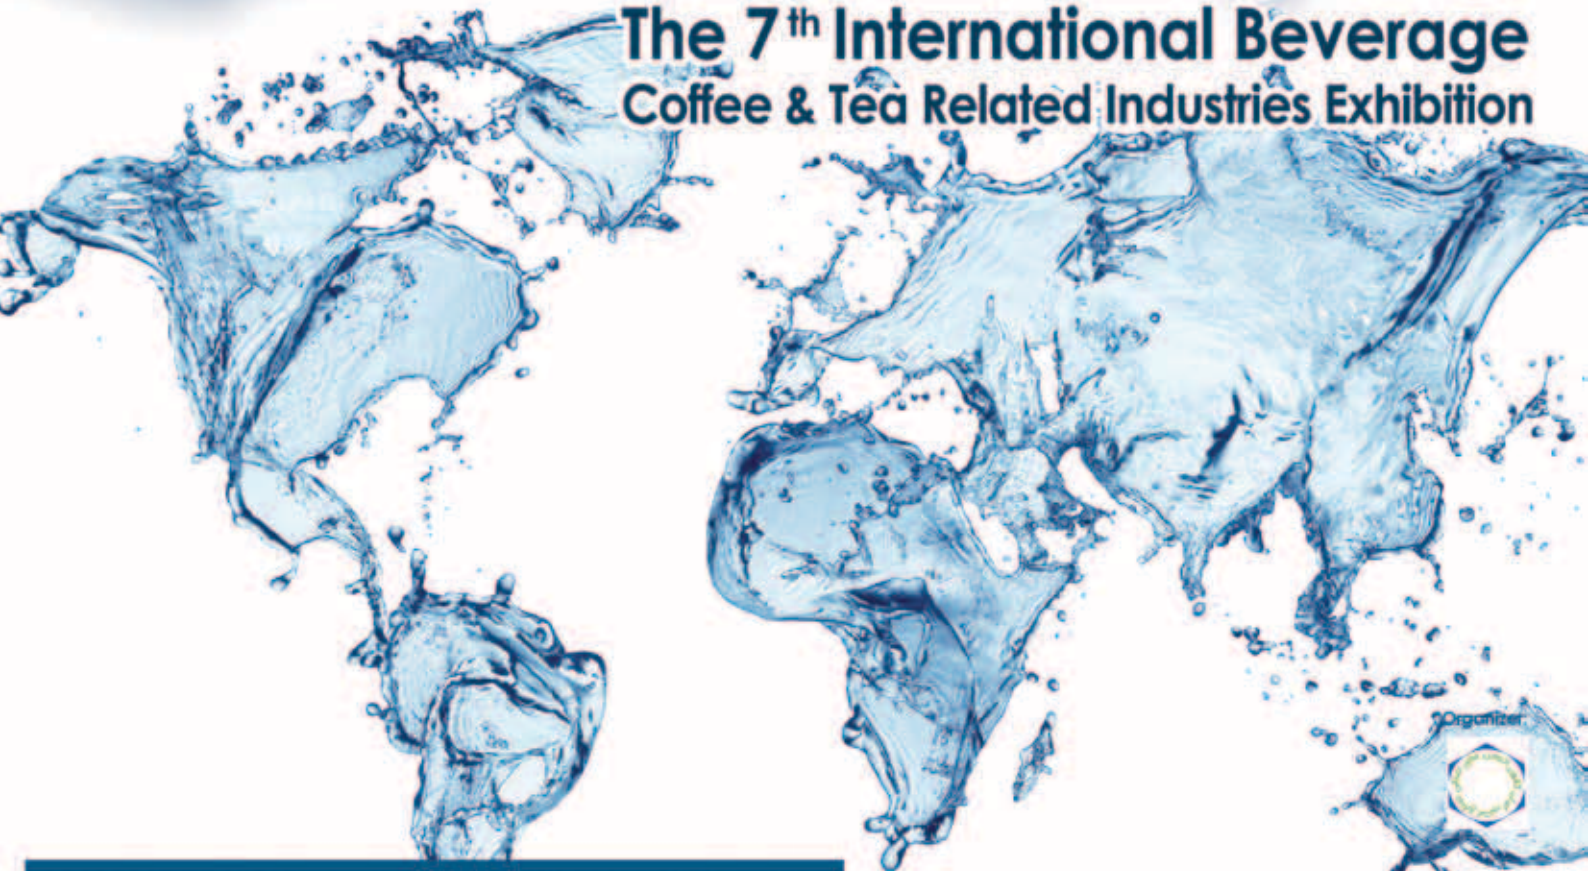 The 7th International Beverage
Coffee & Tea Related Industries Exhibition
Organizer: